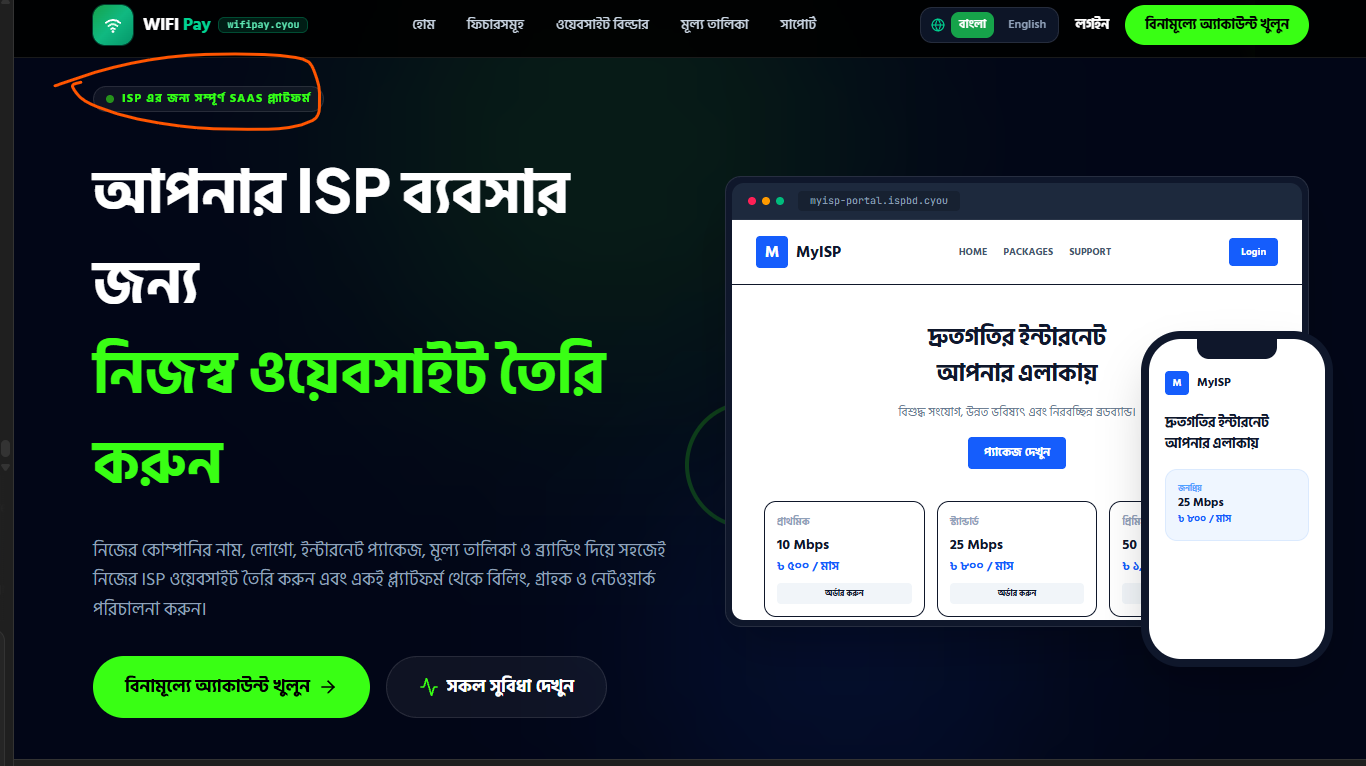 WIFI Pay wifipay.cyou
হোম ফিচারসমূহ ওয়েবসাইট বিল্ডার মূল্য তালিকা সাপোর্ট
বাংলা English লগইন বিনামূল্যে অ্যাকাউন্ট খুলুন
ISP এর জন্য সম্পূর্ণ SAAS প্ল্যাটফর্ম
আপনার ISP ব্যবসার
জন্য
নিজস্ব ওয়েবসাইট তৈরি
করুন
নিজের কোম্পানির নাম, লোগো, ইন্টারনেট প্যাকেজ, মূল্য তালিকা ও ব্র্যান্ডিং দিয়ে সহজেই
নিজের ISP ওয়েবসাইট তৈরি করুন এবং একই প্ল্যাটফর্ম থেকে বিলিং, গ্রাহক ও নেটওয়ার্ক
পরিচালনা করুন।
বিনামূল্যে অ্যাকাউন্ট খুলুন →
সকল সুবিধা দেখুন
myisp-portal.ispbd.cyou
M MyISP
HOME PACKAGES SUPPORT
Login
দ্রুতগতির ইন্টারনেট
আপনার এলাকায়
বিশুদ্ধ সংযোগ, উন্নত ভবিষ্যৎ এবং নিরবচ্ছিন্ন ব্রডব্যান্ড।
প্যাকেজ দেখুন
প্রাথমিক
10 Mbps
৳ ৫০০ / মাস
অর্ডার করুন
স্ট্যান্ডার্ড
25 Mbps
৳ ৮০০ / মাস
অর্ডার করুন
প্রিমি
50
৳ ১,
M MyISP
দ্রুতগতির ইন্টারনেট
আপনার এলাকায়
জনপ্রিয়
25 Mbps
৳ ৮০০ / মাস